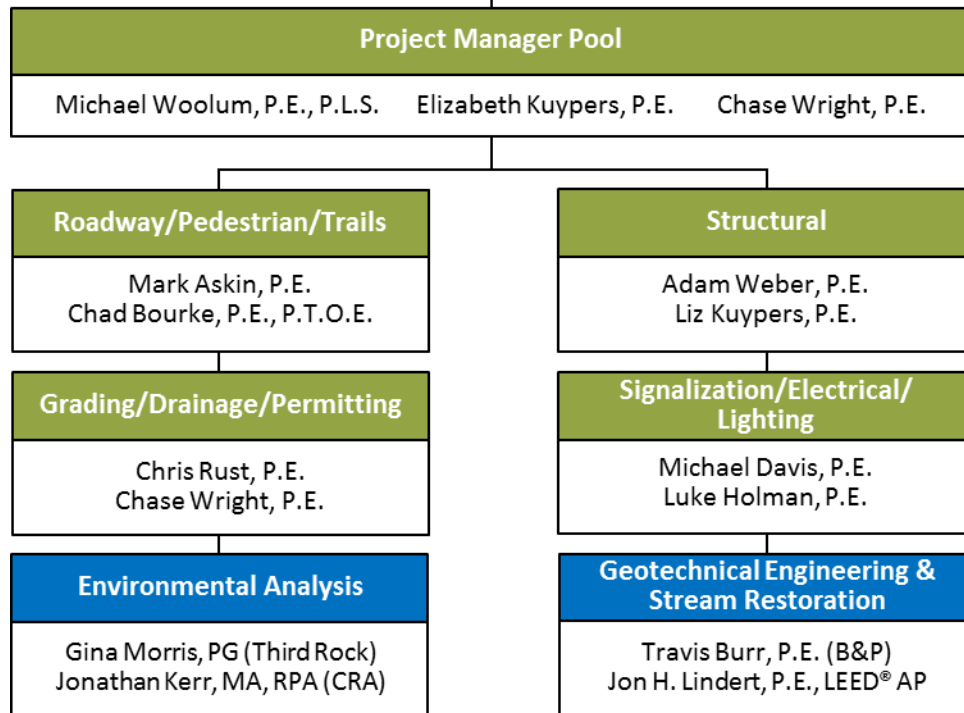 Project Manager Pool
Michael Woolum, P.E., P.L.S. Elizabeth Kuypers, P.E. Chase Wright, P.E.
Roadway/Pedestrian/Trails
Mark Askin, P.E.
Chad Bourke, P.E., P.T.O.E.
Structural
Adam Weber, P.E.
Liz Kuypers, P.E.
Grading/Drainage/Permitting
Chris Rust, P.E.
Chase Wright, P.E.
Signalization/Electrical/
Lighting
Michael Davis, P.E.
Luke Holman, P.E.
Environmental Analysis
Gina Morris, PG (Third Rock)
Jonathan Kerr, MA, RPA (CRA)
Geotechnical Engineering &
Stream Restoration
Travis Burr, P.E. (B&P)
Jon H. Lindert, P.E., LEED® AP